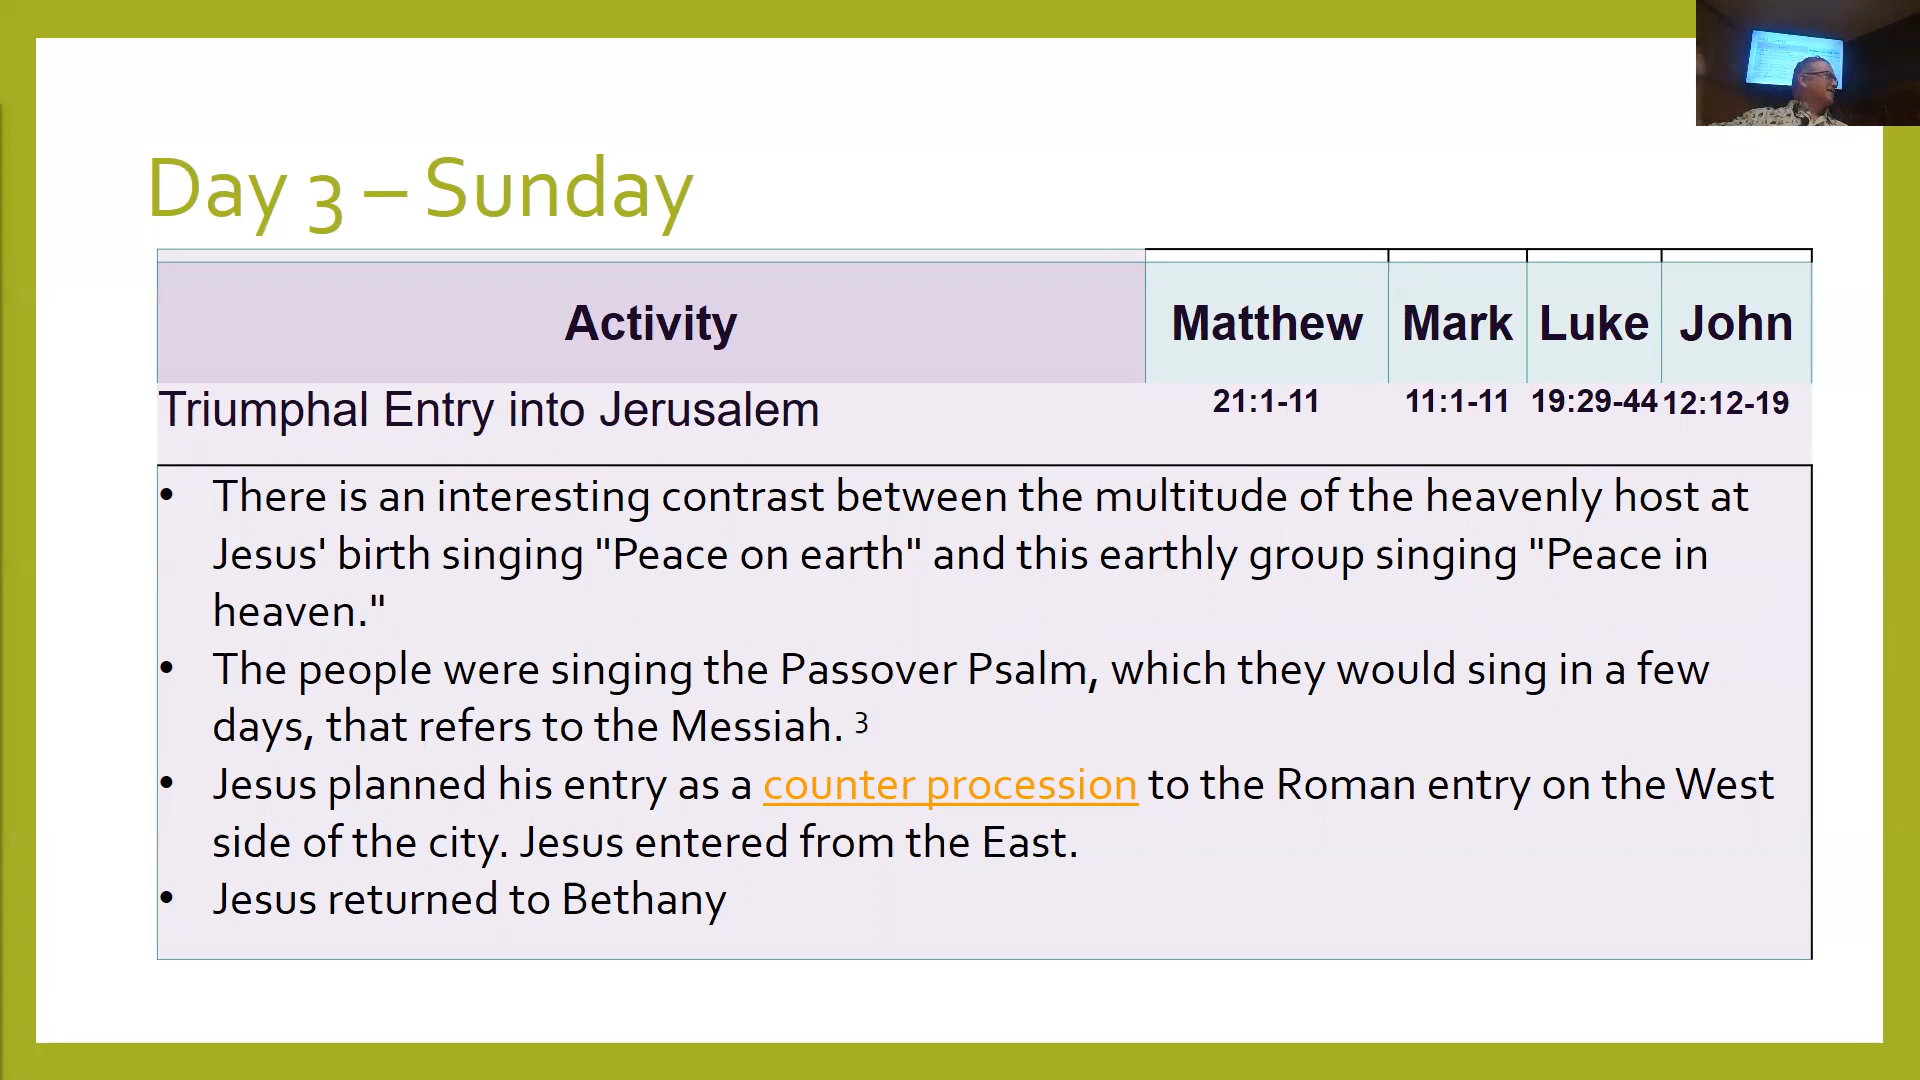 Day 3 – Sunday
Activity Matthew Mark Luke John
Triumphal Entry into Jerusalem 21:1-11 11:1-11 19:29-44 12:12-19
• There is an interesting contrast between the multitude of the heavenly host at
Jesus' birth singing "Peace on earth" and this earthly group singing "Peace in
heaven."
• The people were singing the Passover Psalm, which they would sing in a few
days, that refers to the Messiah. 3
• Jesus planned his entry as a counter procession to the Roman entry on the West
side of the city. Jesus entered from the East.
• Jesus returned to Bethany